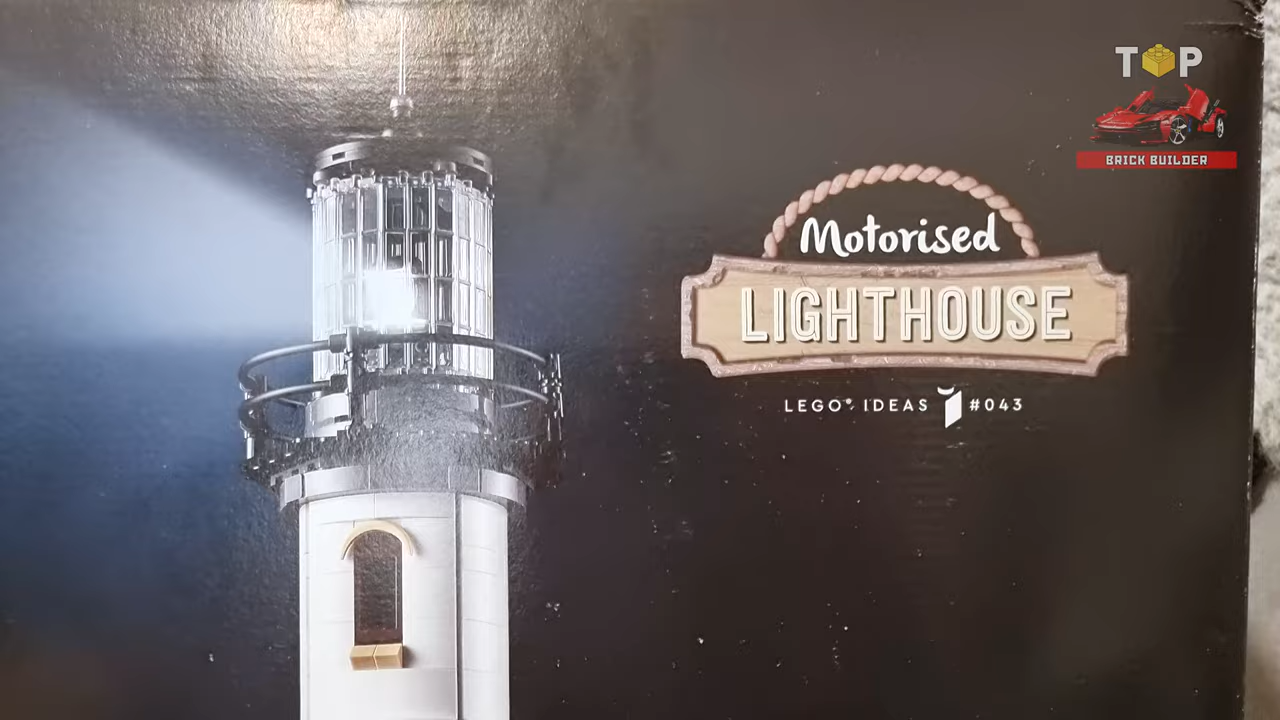 TOP
BRICK BUILDER
Motorised
LIGHTHOUSE
LEGO® IDEAS #043